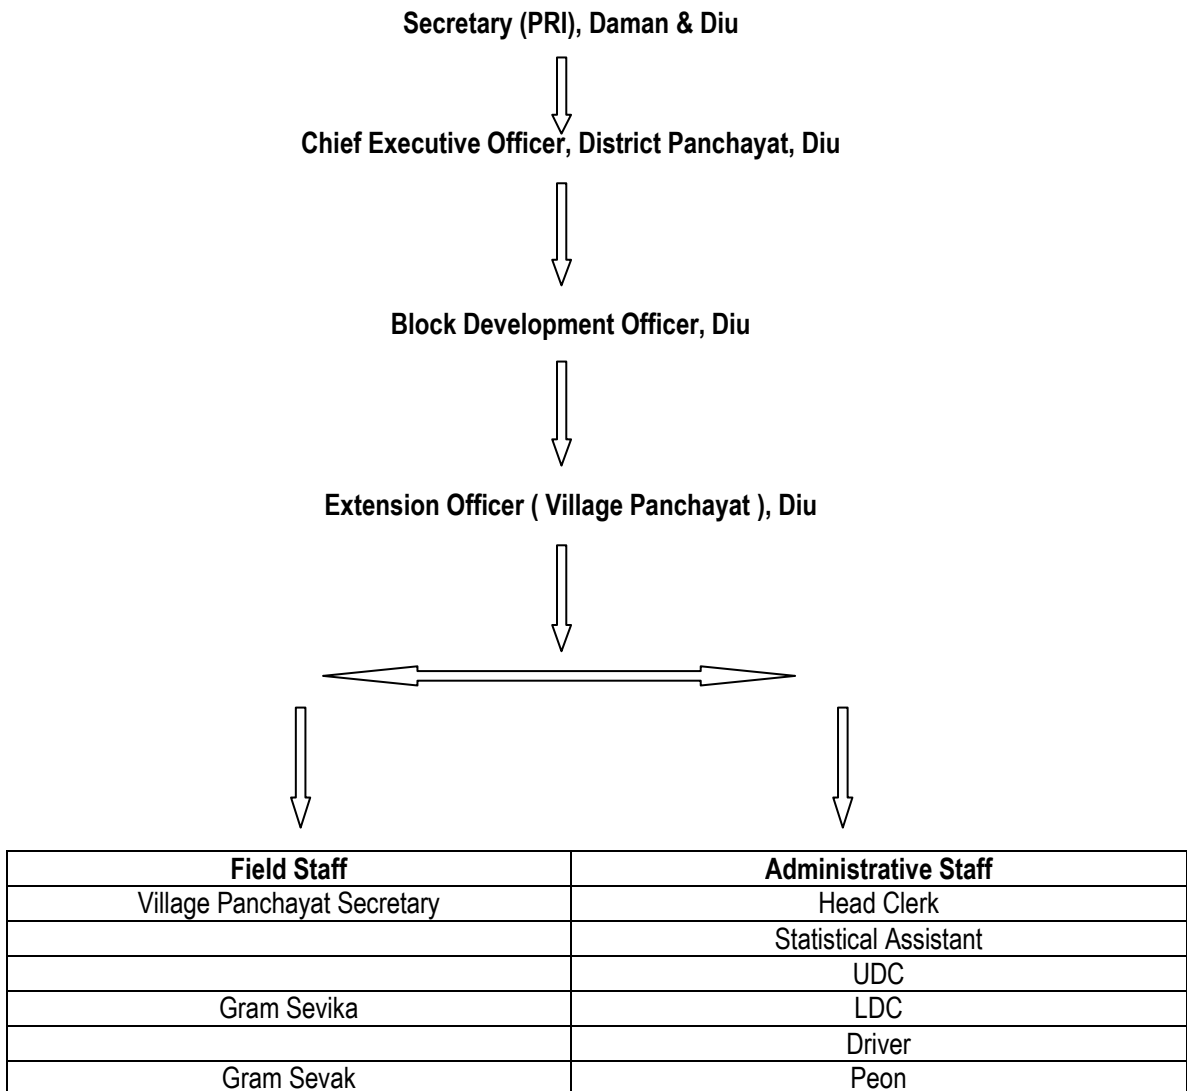 Secretary (PRI), Daman & Diu
Chief Executive Officer, District Panchayat, Diu
Block Development Officer, Diu
Extension Officer ( Village Panchayat ), Diu
Field Staff Administrative Staff
Village Panchayat Secretary Head Clerk
Statistical Assistant
UDC
Gram Sevika LDC
Driver
Gram Sevak Peon